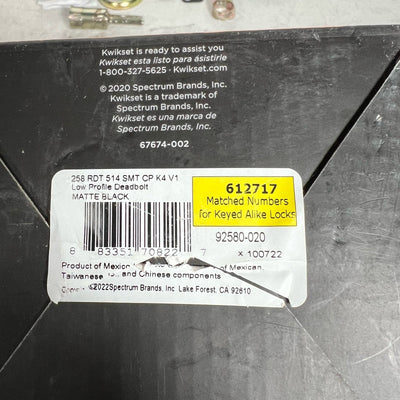 Kwikset is ready to assist you
Kwikset esta listo para asistirle
1-800-327-5625 · Kwikset.com
© 2020 Spectrum Brands, Inc.
Kwikset is a trademark of
Spectrum Brands, Inc.
Kwikset es una marca de
Spectrum Brands, Inc.
67674-002
258 RDT 514 SMT CP K4 V1
Low Profile Deadbolt
MATTE BLACK
612717
Matched Numbers
for Keyed Alike Locks
92580-020
8 83351 70822 7
x 100722
Product of Mexico of Mexican,
Taiwanese and Chinese components
©2022 Spectrum Brands, Inc Lake Forest, CA 92610